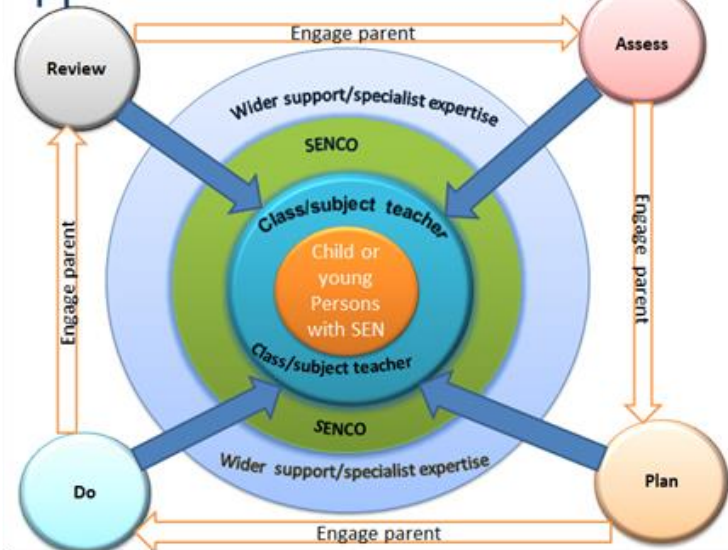 Engage parent
Review
Assess
Wider support/specialist expertise
SENCO
Class/subject teacher
Child or
young
Persons
with SEN
Engage parent
Engage parent
Class/subject teacher
SENCO
Wider support/specialist expertise
Do
Plan
Engage parent